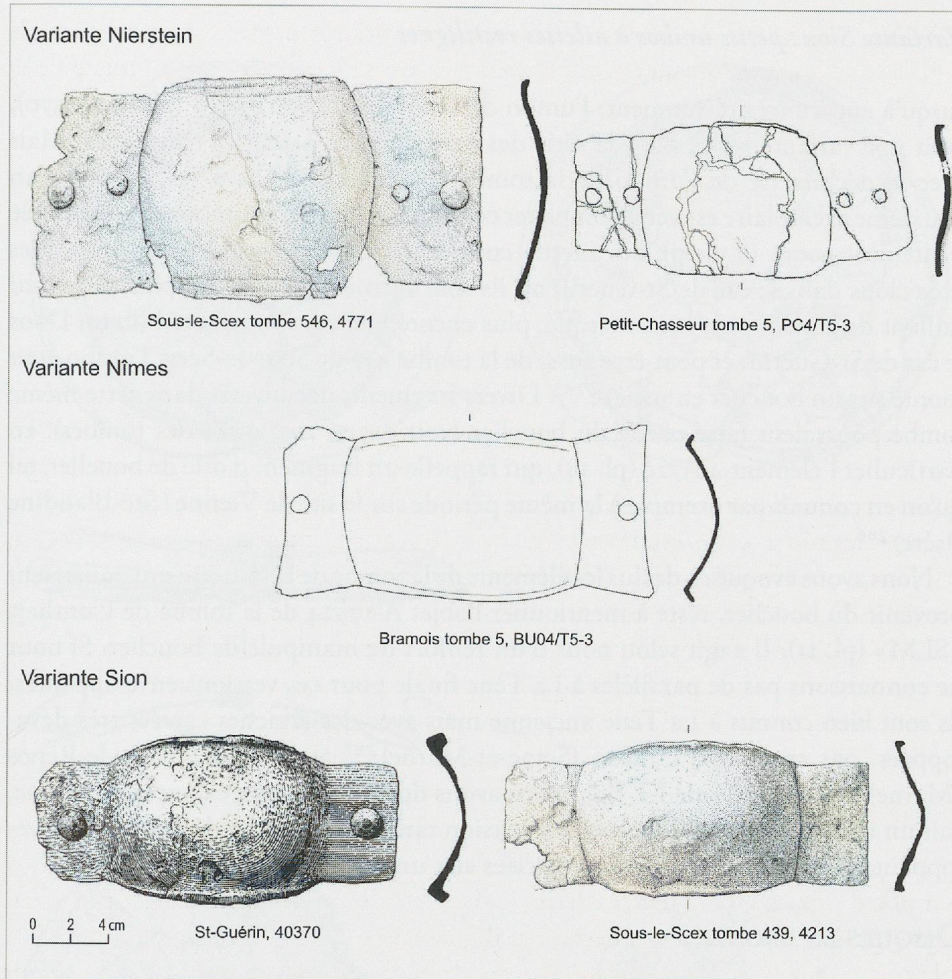 Variante Nierstein
Sous-le-Scex tombe 546, 4771
Petit-Chasseur tombe 5, PC4/T5-3
Variante Nîmes
Bramois tombe 5, BU04/T5-3
Variante Sion
0 2 4 cm
St-Guérin, 40370
Sous-le-Scex tombe 439, 4213